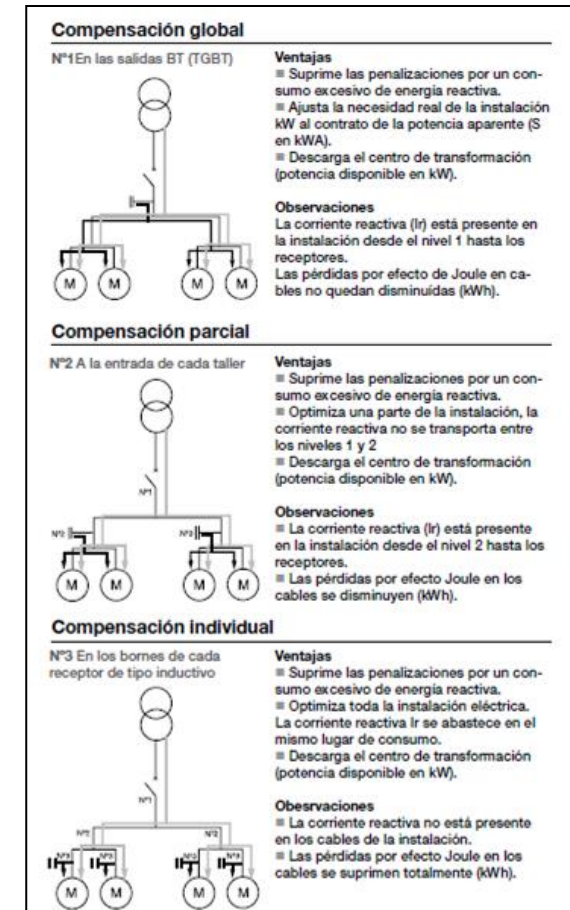 Compensación global
Nº1En las salidas BT (TGBT)
Ventajas
■ Suprime las penalizaciones por un con-
sumo excesivo de energía reactiva.
■ Ajusta la necesidad real de la instalación
kW al contrato de la potencia aparente (S
en kWA).
■ Descarga el centro de transformación
(potencia disponible en kW).
Observaciones
La corriente reactiva (Ir) está presente en
la instalación desde el nivel 1 hasta los
receptores.
Las pérdidas por efecto de Joule en ca-
bles no quedan disminuídas (kWh).
M M M M
Compensación parcial
Nº2 A la entrada de cada taller
Ventajas
■ Suprime las penalizaciones por un con-
sumo excesivo de energía reactiva.
■ Optimiza una parte de la instalación, la
corriente reactiva no se transporta entre
los niveles 1 y 2
■ Descarga el centro de transformación
(potencia disponible en kW).
Observaciones
■ La corriente reactiva (Ir) está presente
en la instalación desde el nivel 2 hasta los
receptores.
■ Las pérdidas por efecto Joule en los
cables se disminuyen (kWh).
Nº1
Nº2 Nº2
M M M M
Compensación individual
Nº3 En los bornes de cada
receptor de tipo inductivo
Ventajas
■ Suprime las penalizaciones por un con-
sumo excesivo de energía reactiva.
■ Optimiza toda la instalación eléctrica.
La corriente reactiva Ir se abastece en el
mismo lugar de consumo.
■ Descarga el centro de transformación
(potencia disponible en kW).
Obesrvaciones
■ La corriente reactiva no está presente
en los cables de la instalación.
■ Las pérdidas por efecto Joule en los
cables se suprimen totalmente (kWh).
Nº1
Nº2 Nº2
Nº3 Nº3 Nº3 Nº3
M M M M